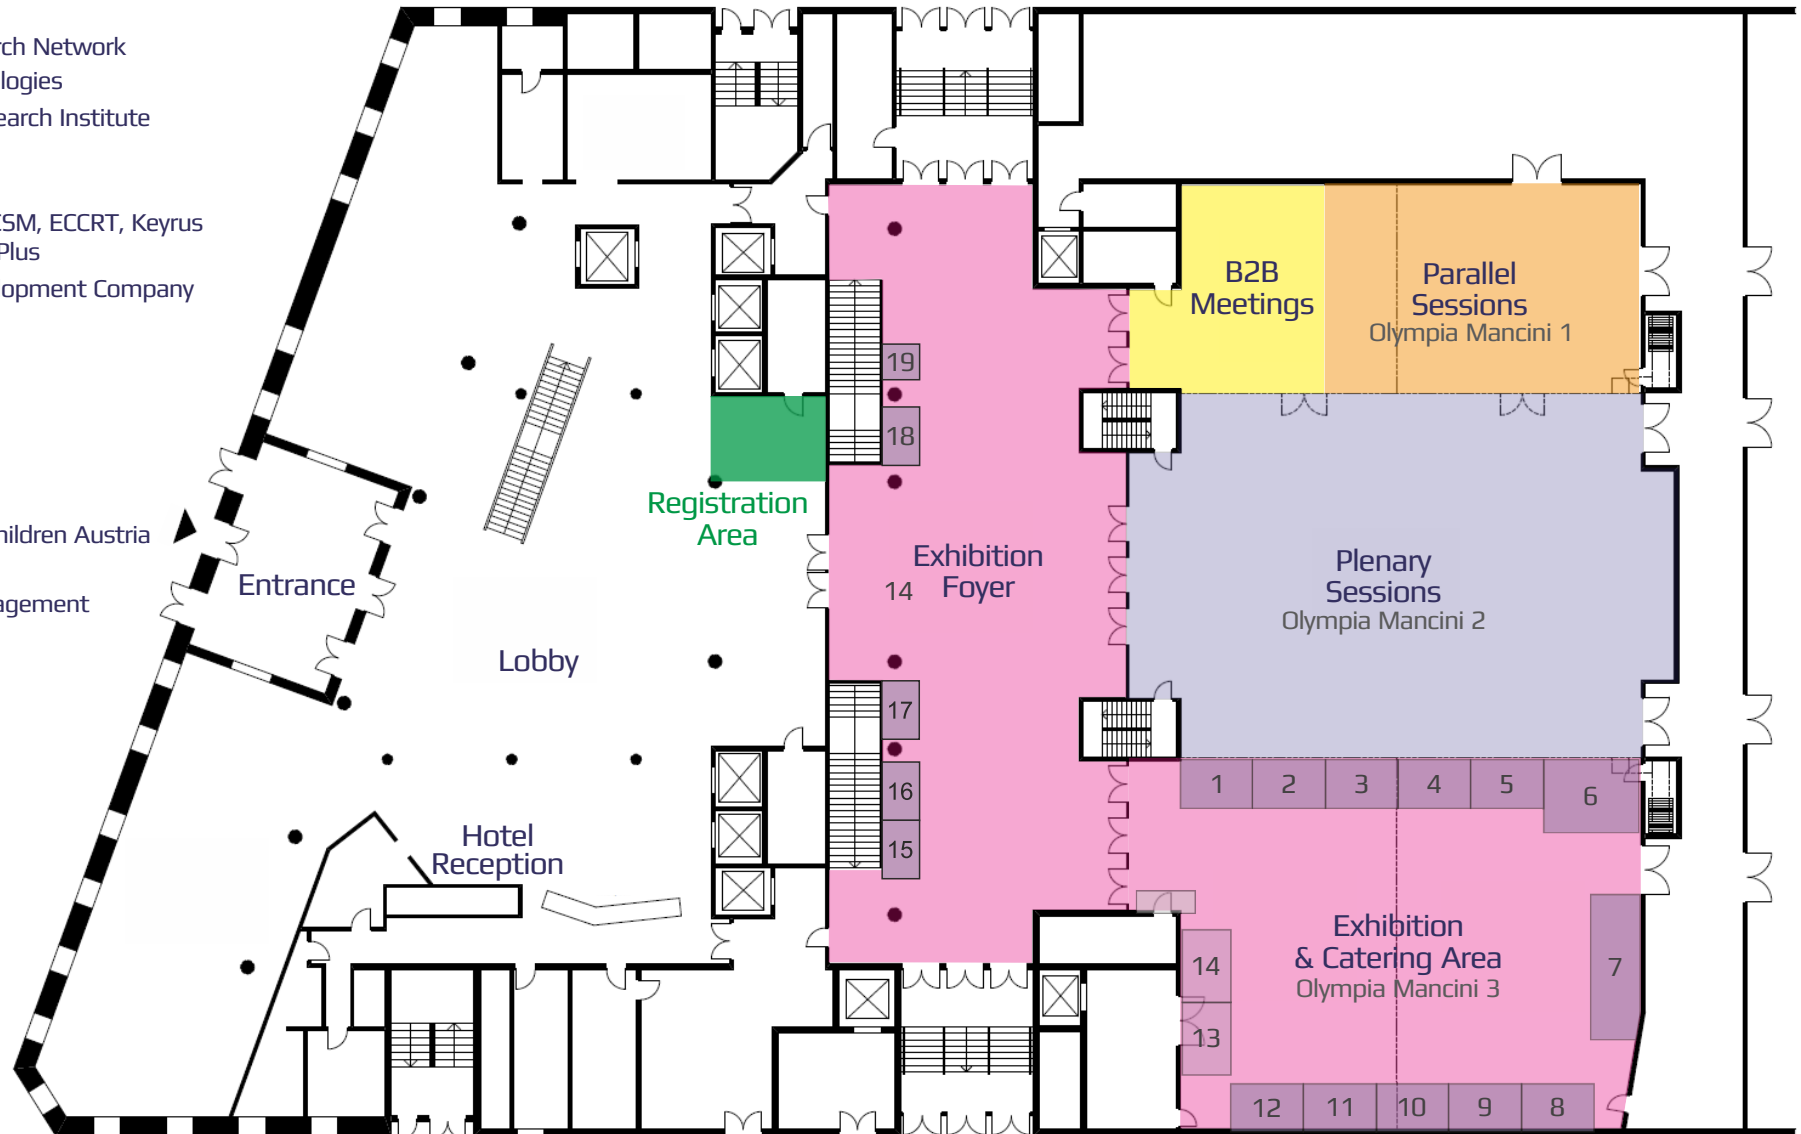 rch Network
logies
earch Institute
CSM, ECCRT, Keyrus
Plus
opment Company
hildren Austria
agement
Entrance
Lobby
Hotel
Reception
Registration
Area
Exhibition
Foyer
14
19
18
17
16
15
B2B
Meetings
Parallel
Sessions
Olympia Mancini 1
Plenary
Sessions
Olympia Mancini 2
1
2
3
4
5
6
Exhibition
& Catering Area
Olympia Mancini 3
7
14
13
12
11
10
9
8